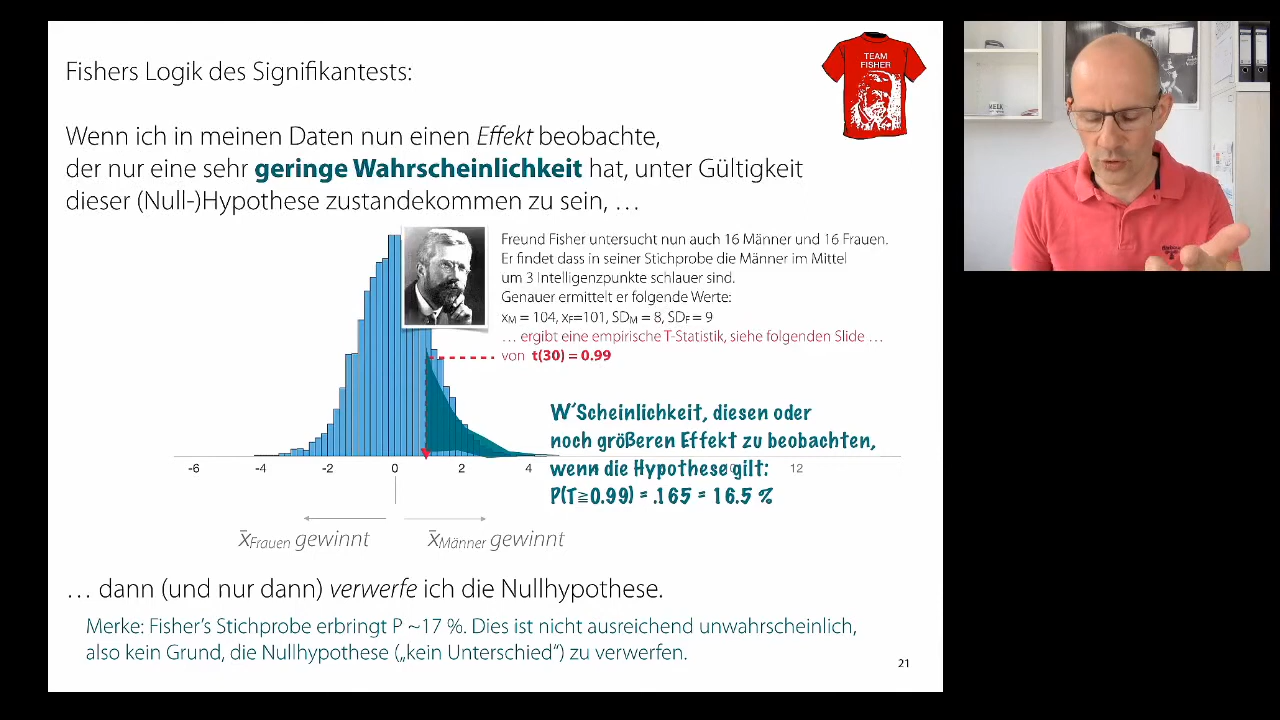 Fishers Logik des Signifikantests:
TEAM
FISHER
Wenn ich in meinen Daten nun einen Effekt beobachte,
der nur eine sehr geringe Wahrscheinlichkeit hat, unter Gültigkeit
dieser (Null-)Hypothese zustandekommen zu sein, …
Freund Fisher untersucht nun auch 16 Männer und 16 Frauen.
Er findet dass in seiner Stichprobe die Männer im Mittel
um 3 Intelligenzpunkte schlauer sind.
Genauer ermittelt er folgende Werte:
xM = 104, xF=101, SDM = 8, SDF = 9
… ergibt eine empirische T-Statistik, siehe folgenden Slide …
von t(30) = 0.99
W'Scheinlichkeit, diesen oder
noch größeren Effekt zu beobachten,
wenn die Hypothese gilt:
P(T≧0.99) = .165 = 16.5 %
-6 -4 -2 0 2 4 12
x̄Frauen gewinnt x̄Männer gewinnt
… dann (und nur dann) verwerfe ich die Nullhypothese.
Merke: Fisher's Stichprobe erbringt P ~17 %. Dies ist nicht ausreichend unwahrscheinlich,
also kein Grund, die Nullhypothese („kein Unterschied") zu verwerfen.
21